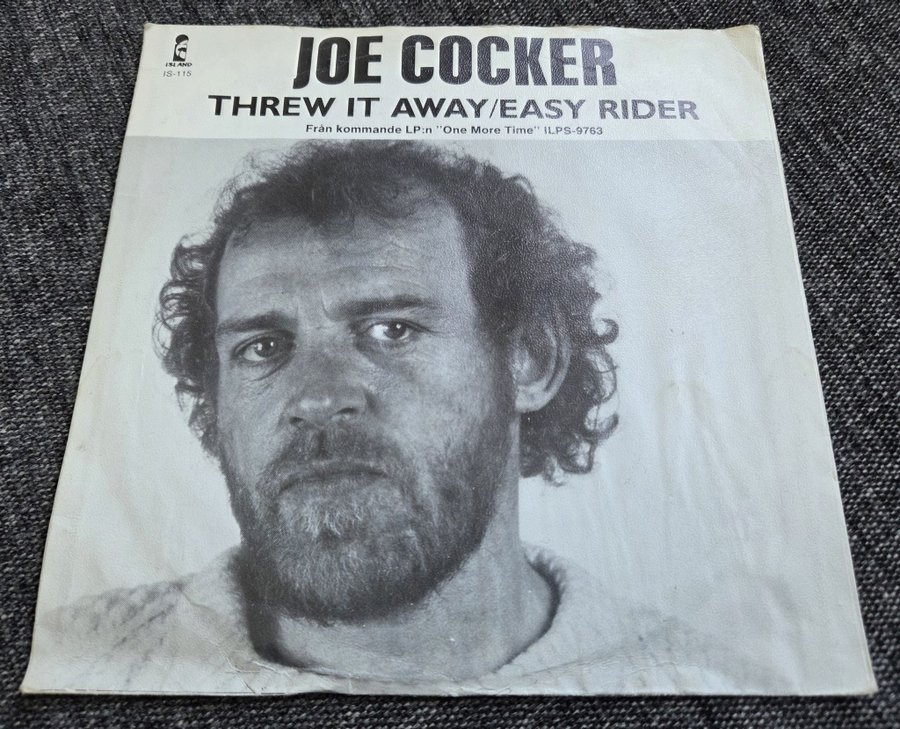 ISLAND
IS-115
JOE COCKER
THREW IT AWAY/EASY RIDER
Från kommande LP:n "One More Time" ILPS-9763